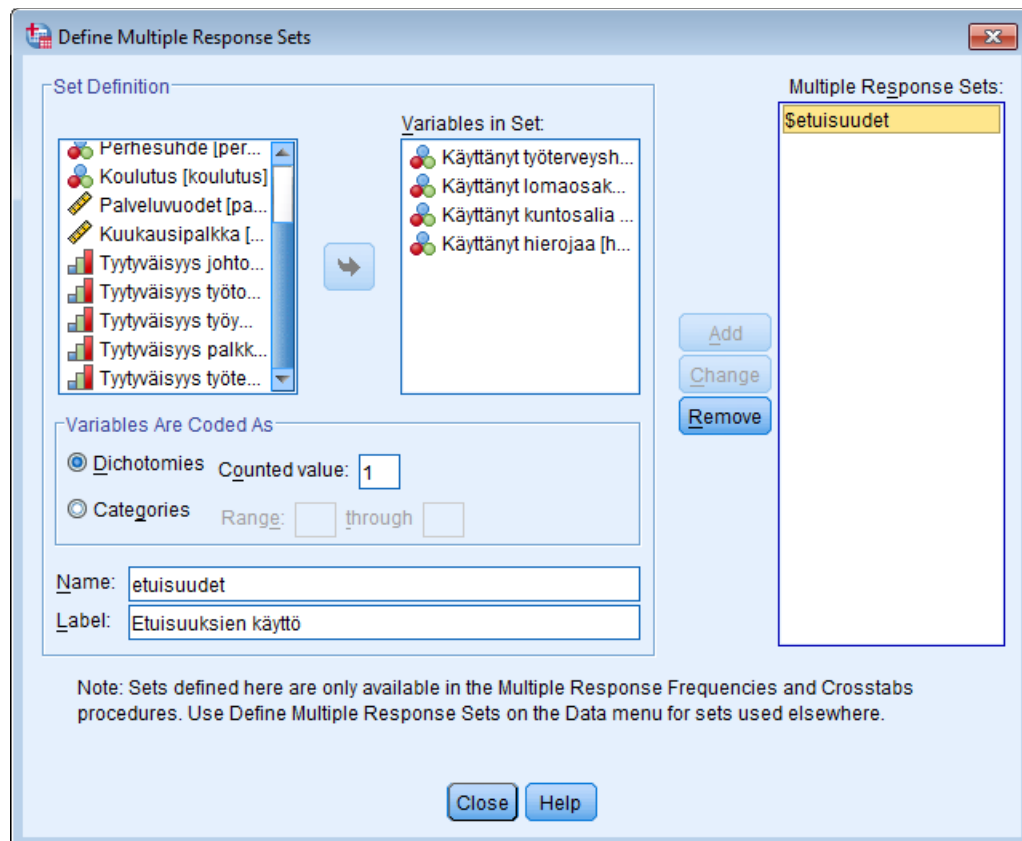 Define Multiple Response Sets
Set Definition
Perhesuhde [per...
Koulutus [koulutus]
Palveluvuodet [pa...
Kuukausipalkka [...
Tyytyväisyys johto...
Tyytyväisyys työto...
Tyytyväisyys työy...
Tyytyväisyys palkk...
Tyytyväisyys työte...
Variables in Set:
Käyttänyt työterveysh...
Käyttänyt lomaosak...
Käyttänyt kuntosalia ...
Käyttänyt hierojaa [h...
Variables Are Coded As
Dichotomies Counted value: 1
Categories Range: through
Name: etuisuudet
Label: Etuisuuksien käyttö
Add
Change
Remove
Multiple Response Sets:
$etuisuudet
Note: Sets defined here are only available in the Multiple Response Frequencies and Crosstabs
procedures. Use Define Multiple Response Sets on the Data menu for sets used elsewhere.
Close Help